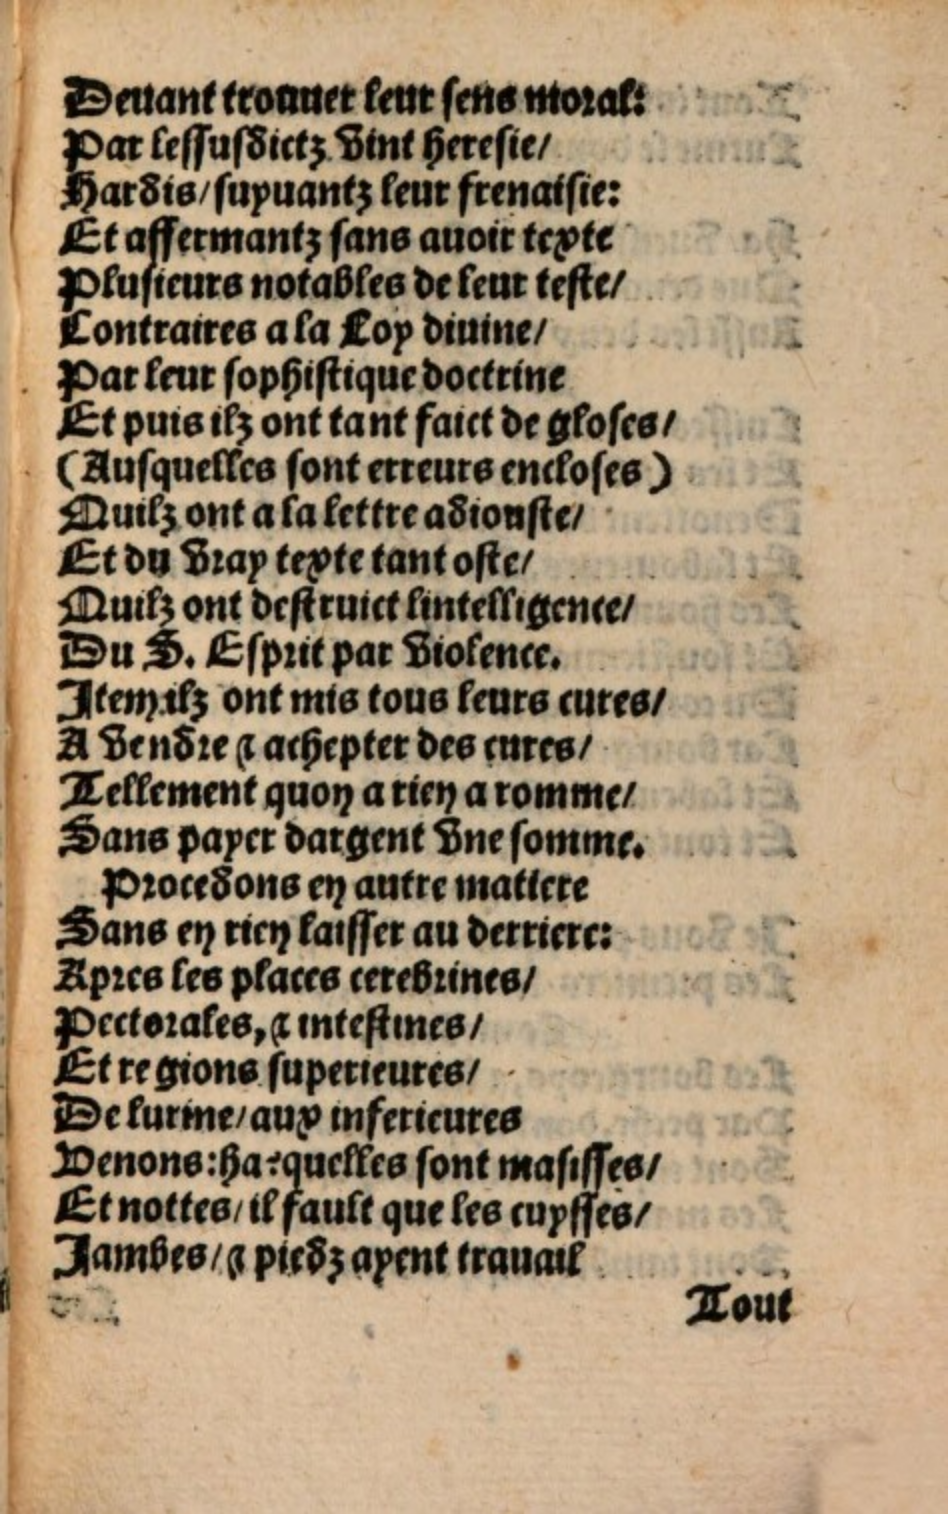 Deuant trouuer leur sens moral:
Par lessusdictz vint heresie/
Hardis/suyuantz leur frenaisie:
Et affermantz sans auoir texte
Plusieurs notables de leur teste/
Contraires a la Loy diuine/
Par leur sophistique doctrine
Et puis ilz ont tant faict de gloses/
(Ausquelles sont erreurs encloses)
Quilz ont a la lettre adiouste/
Et du vray texte tant oste/
Quilz ont destruict lintelligence/
Du S. Esprit par violence.
Item ilz ont mis tous leurs cures/
A vendre & achepter des cures/
Tellement quon a rien a romme/
Sans payer dargent vne somme.
Procedons en autre matiere
Sans en rien laisser au derriere:
Apres les places cerebrines/
Pectorales, & intestines/
Et regions superieures/
De lurine/aux inferieures
Venons: quelles sont masisses/
Et nottes/il fault que les cuysses/
Jambes/& piedz ayent trauail
Tout